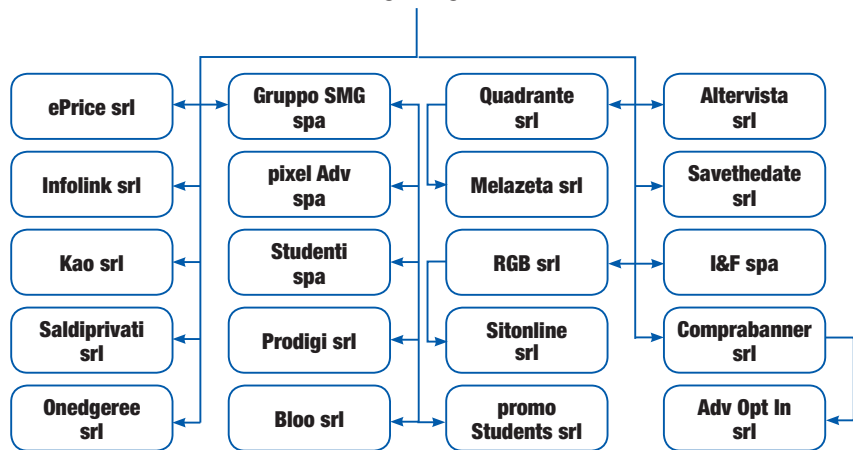 ePrice srl
Gruppo SMG
spa
Quadrante
srl
Altervista
srl
Infolink srl
pixel Adv
spa
Melazeta srl
Savethedate
srl
Kao srl
Studenti
spa
RGB srl
I&F spa
Saldiprivati
srl
Prodigi srl
Sitonline
srl
Comprabanner
srl
Onedgeree
srl
Bloo srl
promo
Students srl
Adv Opt In
srl